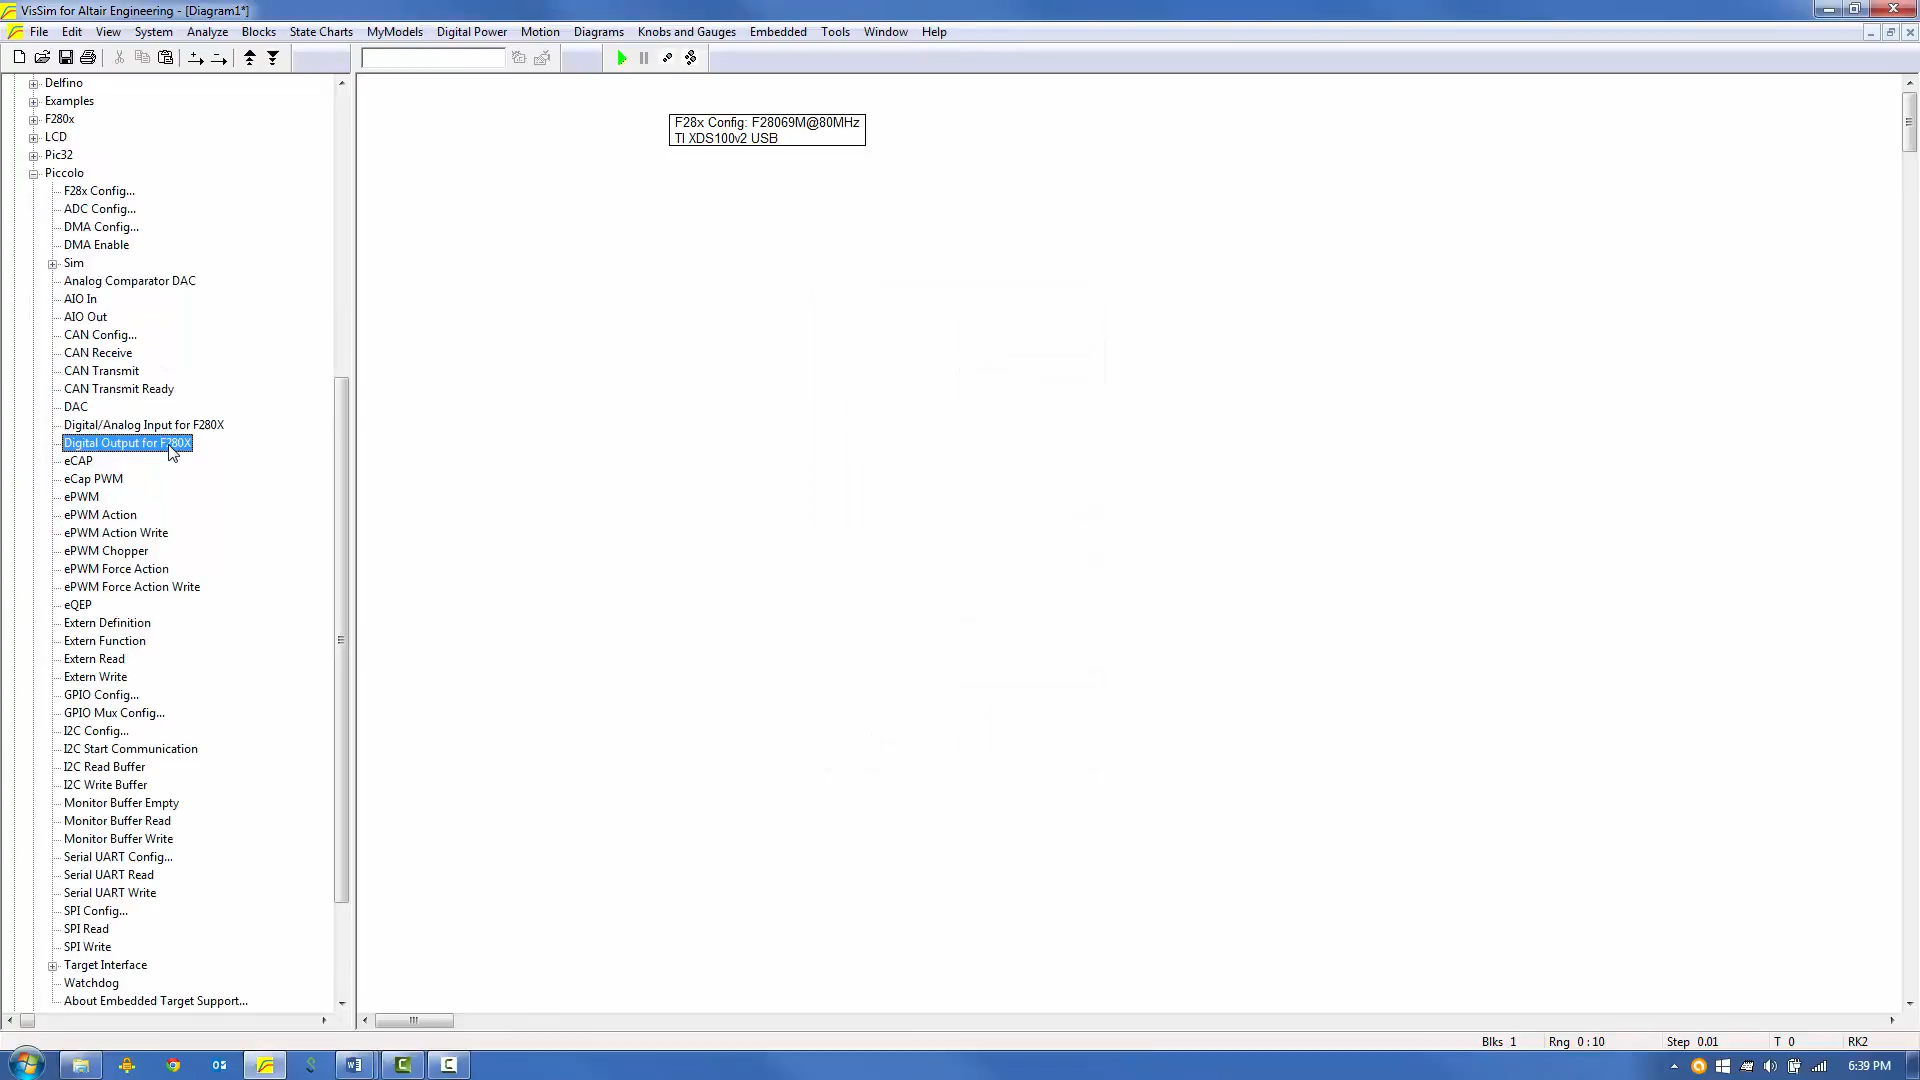 VisSim for Altair Engineering - [Diagram1*]
File Edit View System Analyze Blocks State Charts MyModels Digital Power Motion Diagrams Knobs and Gauges Embedded Tools Window Help
Delfino
Examples
F280x
LCD
Pic32
Piccolo
F28x Config...
ADC Config...
DMA Config...
DMA Enable
Sim
Analog Comparator DAC
AIO In
AIO Out
CAN Config...
CAN Receive
CAN Transmit
CAN Transmit Ready
DAC
Digital/Analog Input for F280X
Digital Output for F280X
eCAP
eCap PWM
ePWM
ePWM Action
ePWM Action Write
ePWM Chopper
ePWM Force Action
ePWM Force Action Write
eQEP
Extern Definition
Extern Function
Extern Read
Extern Write
GPIO Config...
GPIO Mux Config...
I2C Config...
I2C Start Communication
I2C Read Buffer
I2C Write Buffer
Monitor Buffer Empty
Monitor Buffer Read
Monitor Buffer Write
Serial UART Config...
Serial UART Read
Serial UART Write
SPI Config...
SPI Read
SPI Write
Target Interface
Watchdog
About Embedded Target Support...
F28x Config: F28069M@80MHz
TI XDS100v2 USB
Blks 1 Rng 0:10 Step 0.01 T 0 RK2
6:39 PM